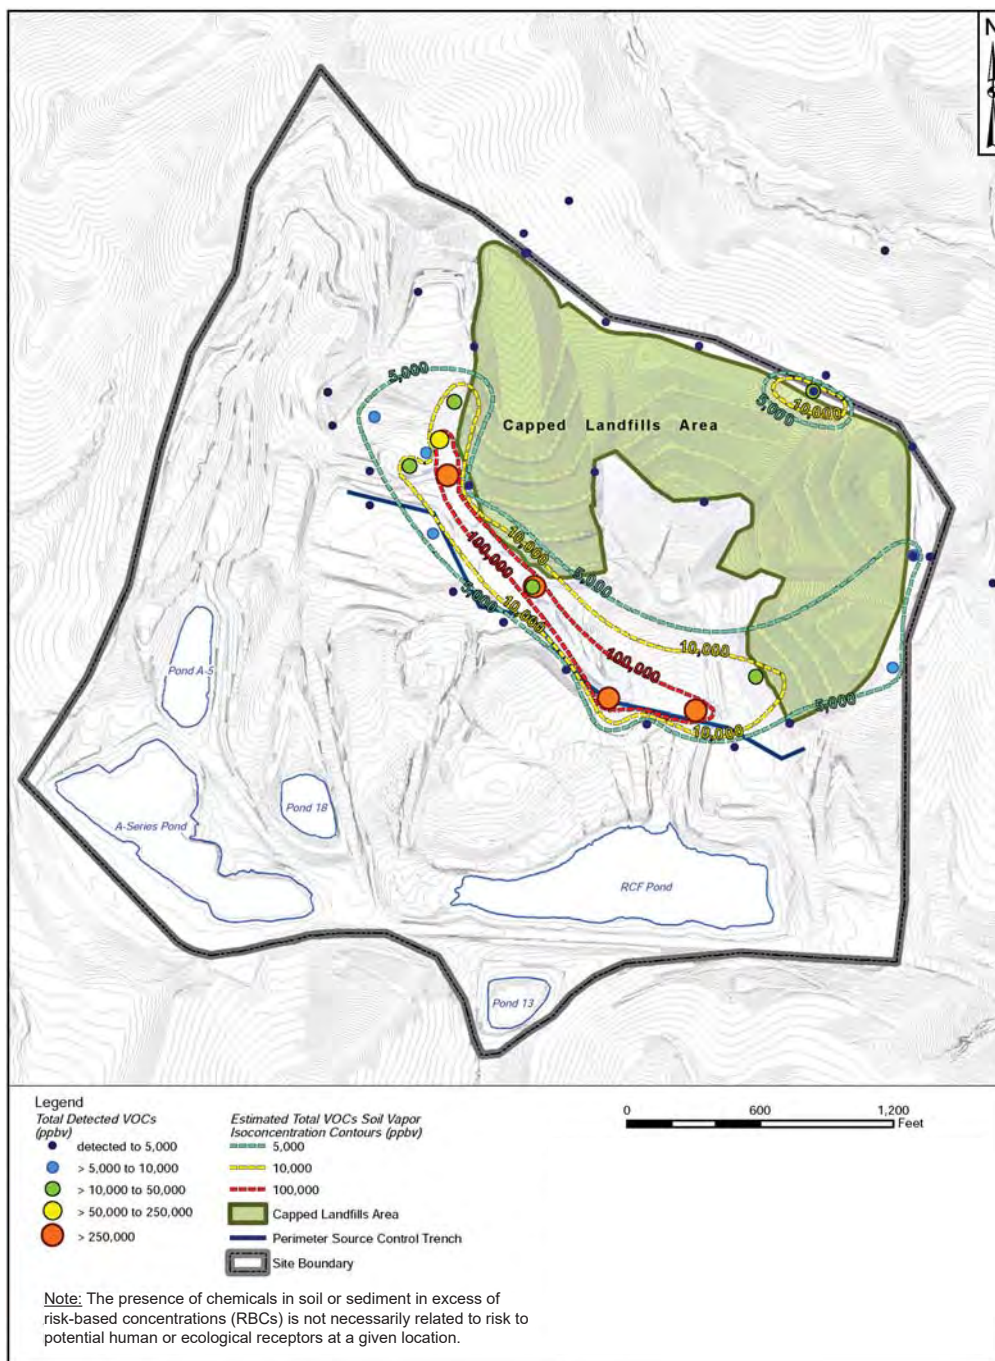 N
5,000
Capped Landfills Area
10,000
5,000
10,000
5,000
100,000
5,000
10,000
10,000
100,000
5,000
10,000
Pond A-5
A-Series Pond
Pond 18
RCF Pond
Pond 13
Legend
Total Detected VOCs
(ppbv)
detected to 5,000
> 5,000 to 10,000
> 10,000 to 50,000
> 50,000 to 250,000
> 250,000
Estimated Total VOCs Soil Vapor
Isoconcentration Contours (ppbv)
5,000
10,000
100,000
Capped Landfills Area
Perimeter Source Control Trench
Site Boundary
0 600 1,200
Feet
Note: The presence of chemicals in soil or sediment in excess of
risk-based concentrations (RBCs) is not necessarily related to risk to
potential human or ecological receptors at a given location.